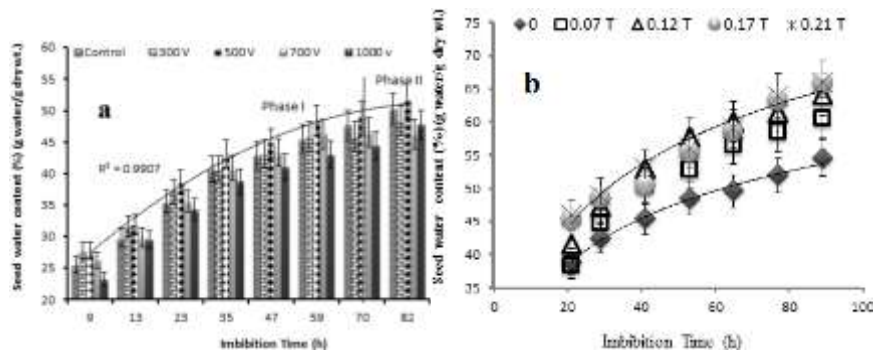 Control 300 V 500 V 700 V 1000 v
a
Phase I
Phase II
R² = 0.9907
Seed water content (%) (g water/g dry wt.)
60
55
50
45
40
35
30
25
20
9 13 23 35 47 59 70 82
Imbibition Time (h)
0 0.07 T 0.12 T 0.17 T 0.21 T
b
Seed water content (%) (g water/g dry wt.)
75
70
65
60
55
50
45
40
35
0 20 40 60 80 100
Imbibition Time (h)